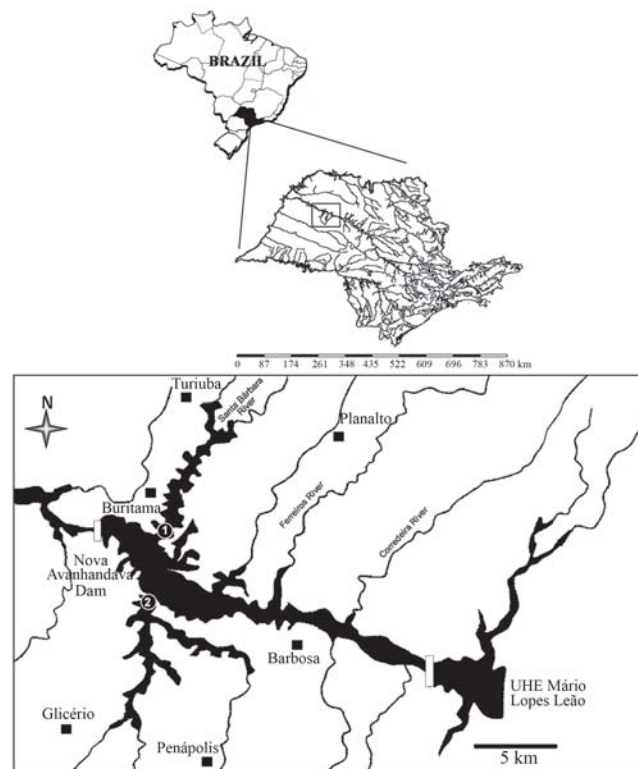 BRAZIL
0 87 174 261 348 435 522 609 696 783 870 km
N
Turiuba
Santa Bárbara
River
Planalto
Buritama
Ferreiros River
Corredeira River
1
Nova
Avanhandava
Dam
2
Barbosa
UHE Mário
Lopes Leão
Glicério
Penápolis
5 km